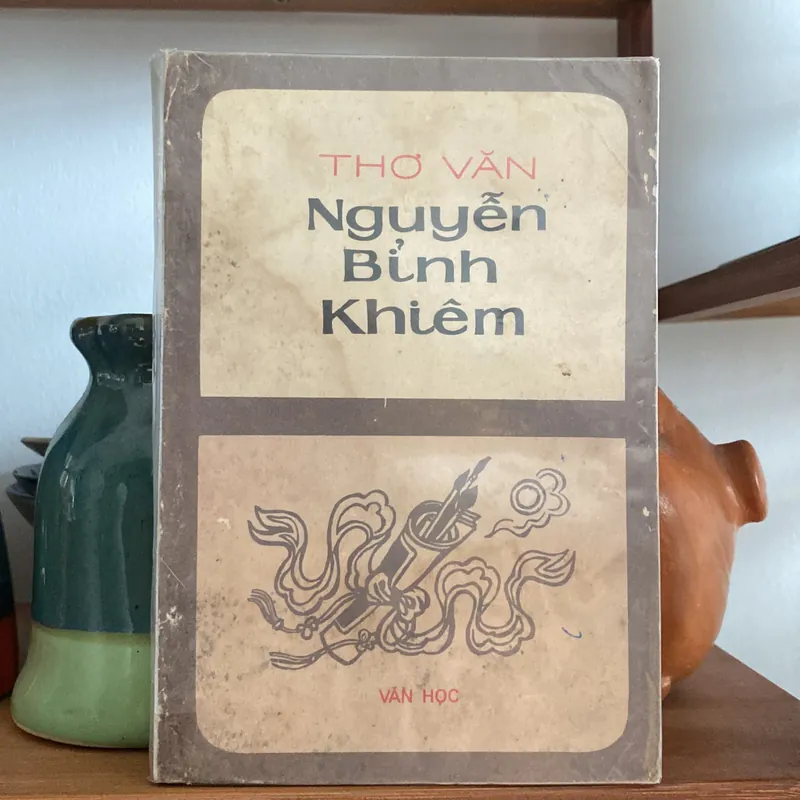 THƠ VĂN
Nguyễn
Bỉnh
Khiêm
VĂN HỌC